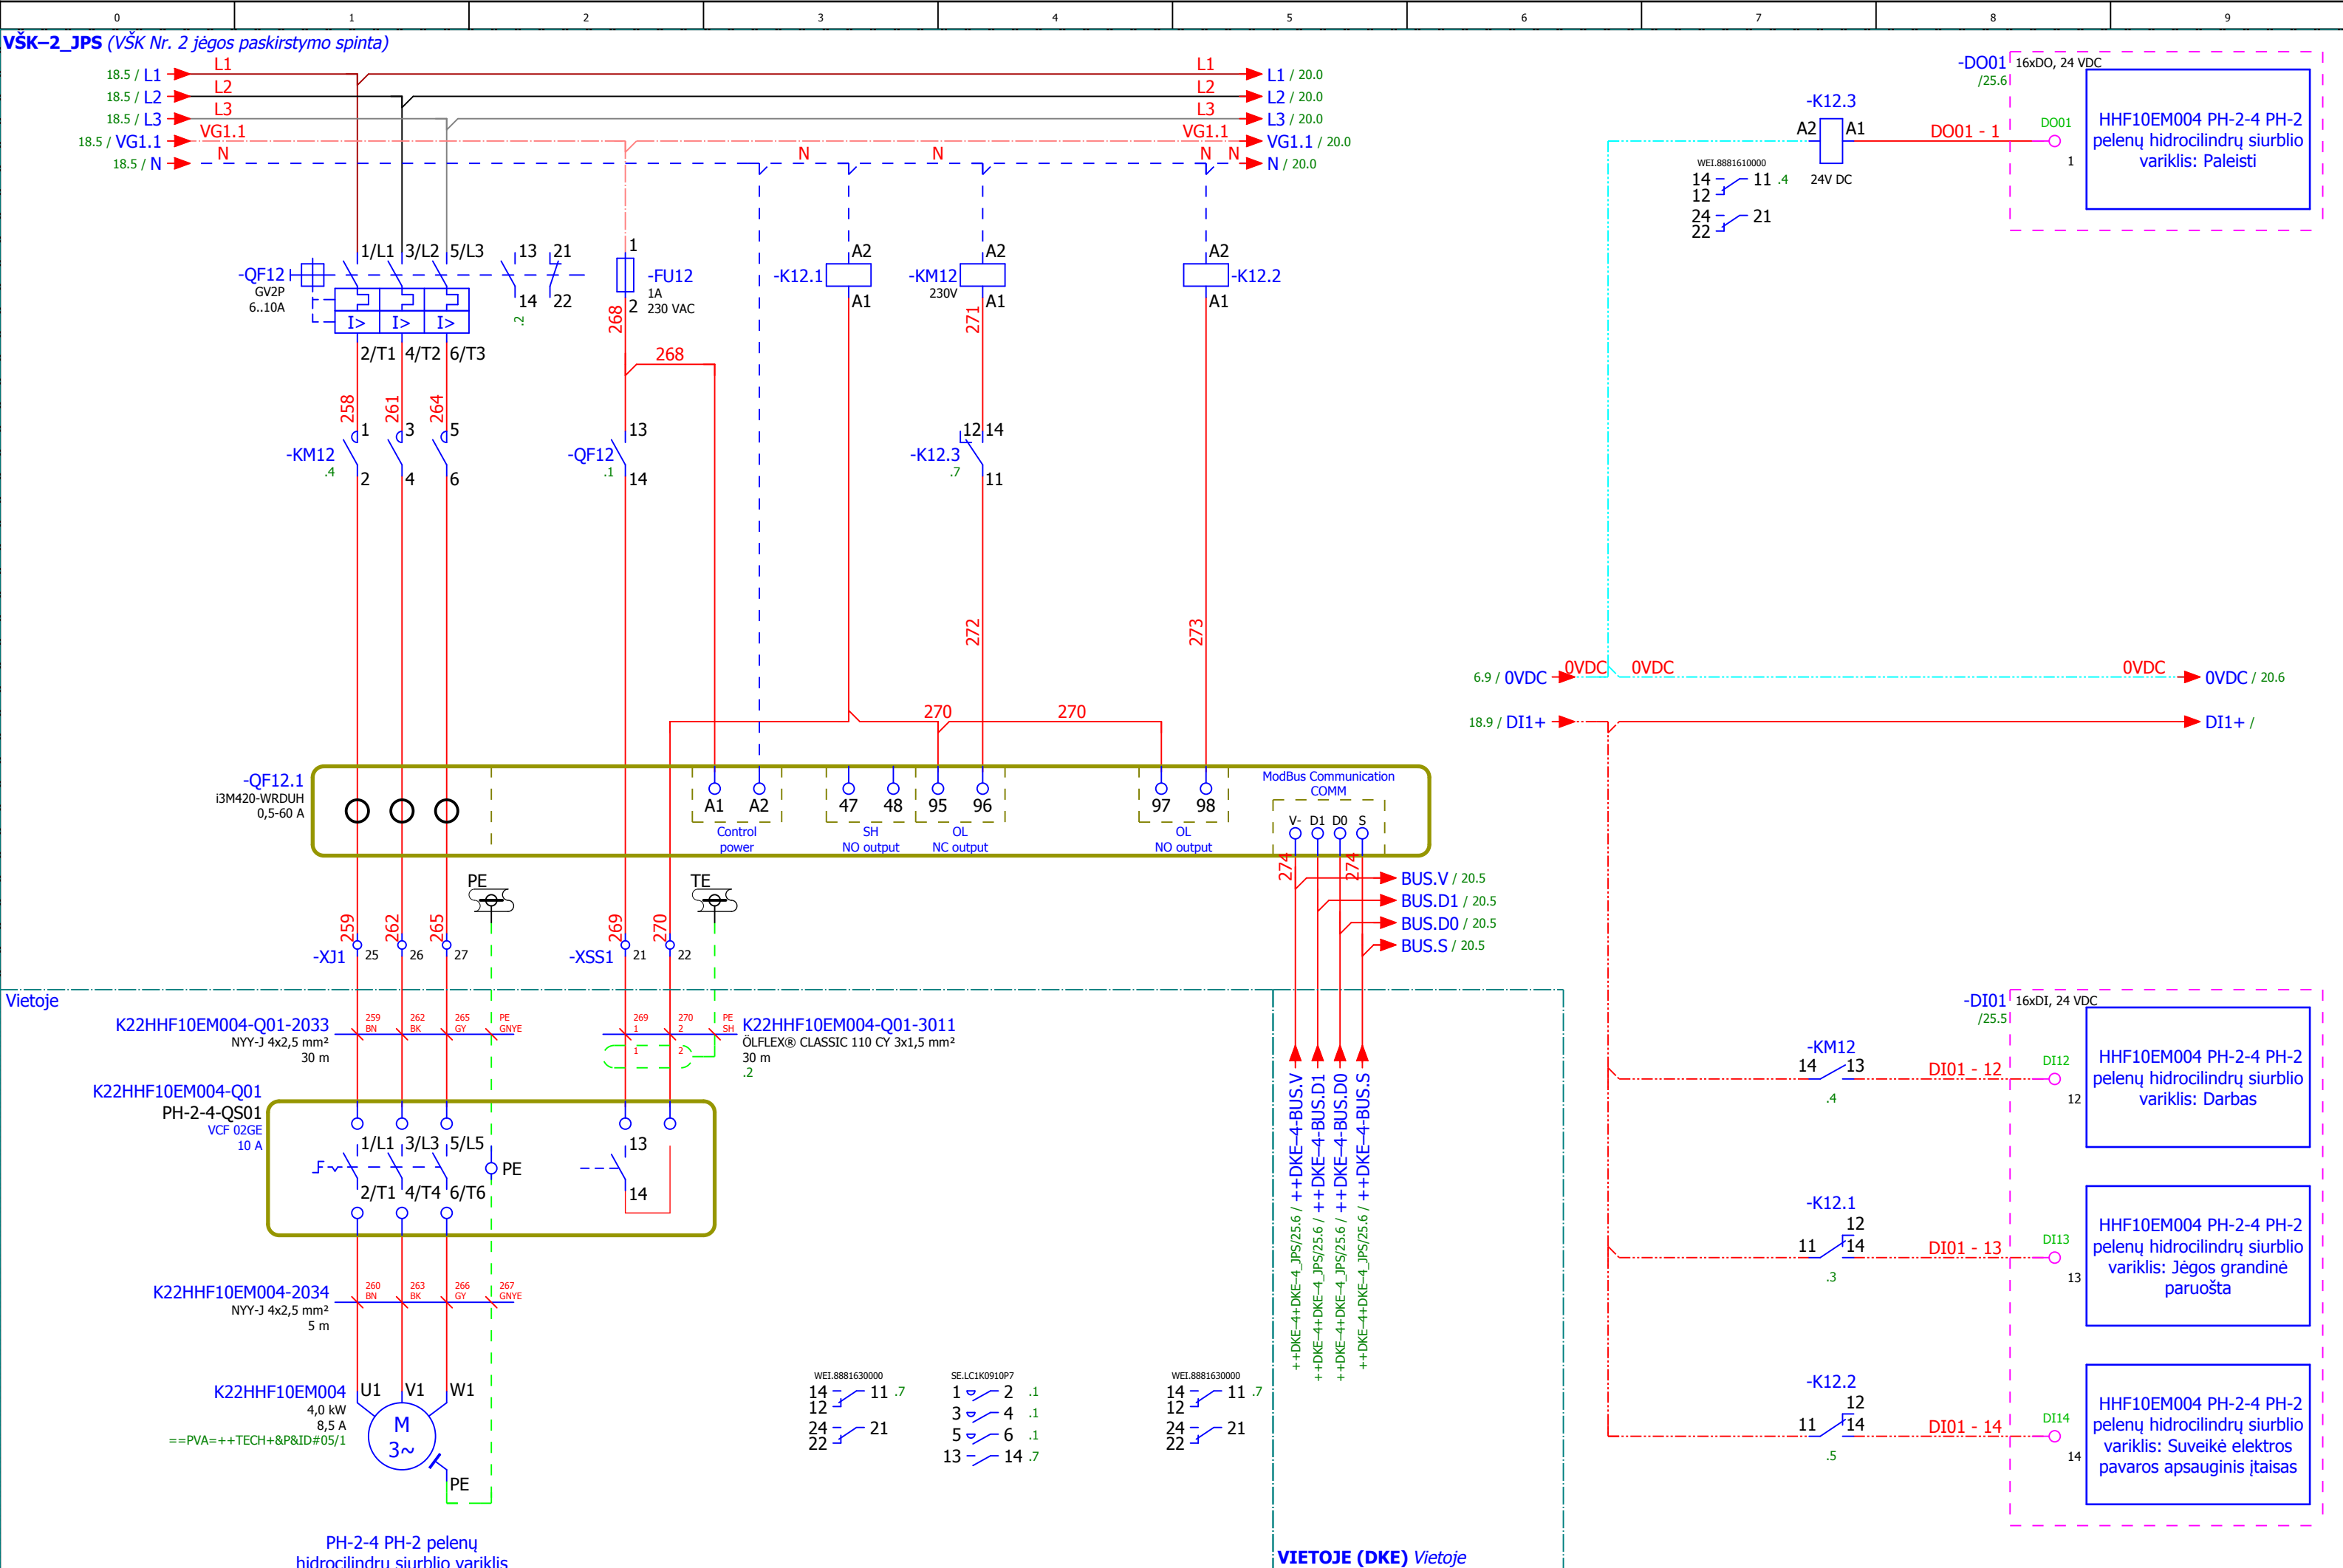 0 1 2 3 4 5 6 7 8 9
VŠK–2_JPS (VŠK Nr. 2 jėgos paskirstymo spinta)
18.5 / L1 L1 L1 L1 / 20.0
18.5 / L2 L2 L2 L2 / 20.0
18.5 / L3 L3 L3 L3 / 20.0
18.5 / VG1.1 VG1.1 VG1.1 VG1.1 / 20.0
18.5 / N N N N N N N / 20.0
-DO01 16xDO, 24 VDC
/25.6
-K12.3
A2 A1 DO01 - 1 DO01
1
HHF10EM004 PH-2-4 PH-2
pelenų hidrocilindrų siurblio
variklis: Paleisti
WEI.8881610000
14 11 .4 24V DC
12
24 21
22
1/L1 3/L2 5/L3 13 21 1 A2 A2 A2
-QF12
GV2P
6..10A
I> I> I>
14 22
.2
-FU12
1A
2 230 VAC
268
-K12.1
A1
-KM12
230V
A1
271
-K12.2
A1
2/T1 4/T2 6/T3
268
258 261 264
1 3 5 13 12 14
-KM12 -QF12 -K12.3
.4 .1 .7
2 4 6 14 11
272 273
6.9 / 0VDC 0VDC 0VDC 0VDC 0VDC / 20.6
270 270
18.9 / DI1+ DI1+ /
-QF12.1
i3M420-WRDUH
0,5-60 A
A1 A2 47 48 95 96 97 98
Control
power
SH
NO output
OL
NC output
OL
NO output
ModBus Communication
COMM
V- D1 D0 S
274 274
BUS.V / 20.5
BUS.D1 / 20.5
BUS.D0 / 20.5
BUS.S / 20.5
PE TE
259 262 265 269 270
-XJ1 25 26 27 -XSS1 21 22
Vietoje
K22HHF10EM004-Q01-2033
NYY-J 4x2,5 mm²
30 m
259 262 265 PE
BN BK GY GNYE
269 270 PE
1 2 SH
1 2
K22HHF10EM004-Q01-3011
ÖLFLEX® CLASSIC 110 CY 3x1,5 mm²
30 m
.2
K22HHF10EM004-Q01
PH-2-4-QS01
VCF 02GE
10 A
1/L1 3/L3 5/L5 13
PE
2/T1 4/T4 6/T6 14
K22HHF10EM004-2034
NYY-J 4x2,5 mm²
5 m
260 263 266 267
BN BK GY GNYE
K22HHF10EM004
4,0 kW
8,5 A
==PVA=++TECH+&P&ID#05/1
U1 V1 W1
M
3~
PE
PH-2-4 PH-2 pelenų
hidrocilindrų siurblio variklis
WEI.8881630000
14 11 .7
12
24 21
22
SE.LC1K0910P7
1 2 .1
3 4 .1
5 6 .1
13 14 .7
WEI.8881630000
14 11 .7
12
24 21
22
++DKE–4+DKE–4_JPS/25.6 / ++DKE–4-BUS.V
++DKE–4+DKE–4_JPS/25.6 / ++DKE–4-BUS.D1
++DKE–4+DKE–4_JPS/25.6 / ++DKE–4-BUS.D0
++DKE–4+DKE–4_JPS/25.6 / ++DKE–4-BUS.S
VIETOJE (DKE) Vietoje
-DI01 16xDI, 24 VDC
/25.5
-KM12
14 13 DI01 - 12 DI12
.4
12
HHF10EM004 PH-2-4 PH-2
pelenų hidrocilindrų siurblio
variklis: Darbas
-K12.1
12
11 14 DI01 - 13 DI13
.3
13
HHF10EM004 PH-2-4 PH-2
pelenų hidrocilindrų siurblio
variklis: Jėgos grandinė
paruošta
-K12.2
12
11 14 DI01 - 14 DI14
.5
14
HHF10EM004 PH-2-4 PH-2
pelenų hidrocilindrų siurblio
variklis: Suveikė elektros
pavaros apsauginis įtaisas